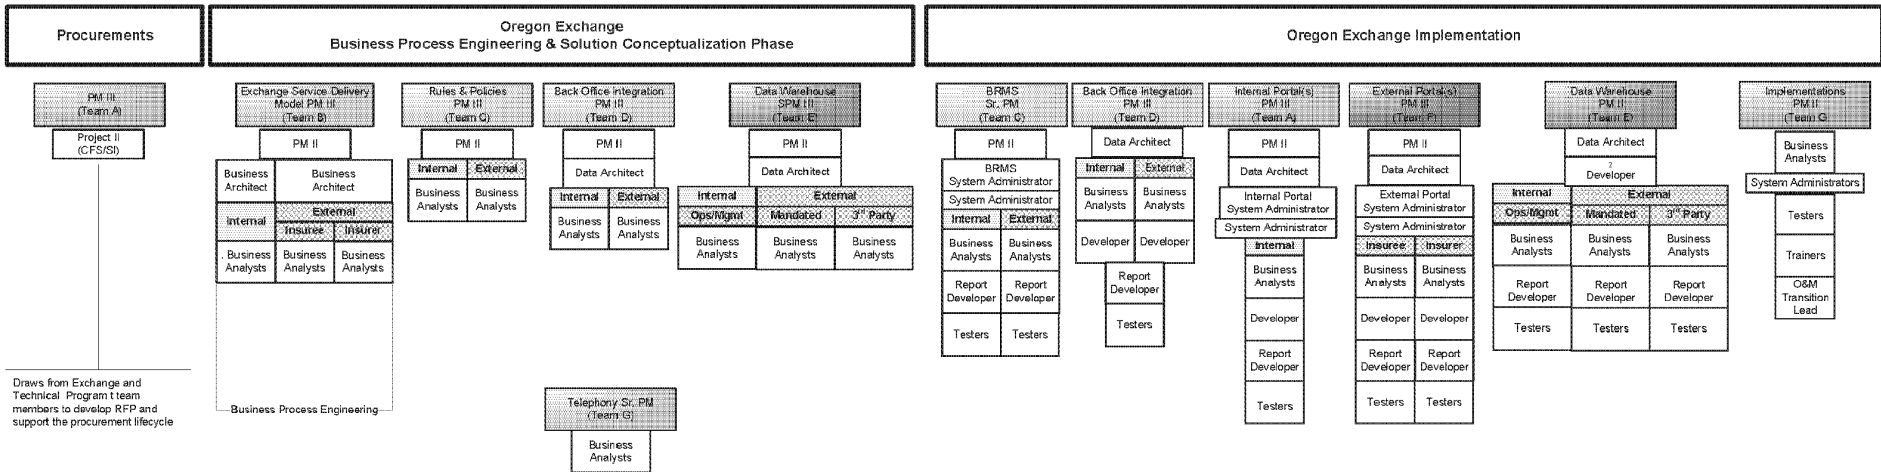 Procurements
Oregon Exchange
Business Process Engineering & Solution Conceptualization Phase
Oregon Exchange Implementation
PM III
(Team A)
Project II
(CFS/SI)
Draws from Exchange and
Technical Program t team
members to develop RFP and
support the procurement lifecycle
Exchange Service Delivery
Model PM III
(Team B)
PM II
Business
Architect
Business
Architect
Internal
External
Insuree
Insurer
. Business
Analysts
Business
Analysts
Business
Analysts
Business Process Engineering
Rules & Policies
PM III
(Team C)
PM II
Internal
External
Business
Analysts
Business
Analysts
Back Office Integration
PM III
(Team D)
PM II
Data Architect
Internal
External
Business
Analysts
Business
Analysts
Telephony Sr. PM
(Team G)
Business
Analysts
Data Warehouse
SPM III
(Team E)
PM II
Data Architect
Internal
External
Ops/Mgmt
Mandated
3rd Party
Business
Analysts
Business
Analysts
Business
Analysts
BRMS
Sr. PM
(Team C)
PM II
BRMS
System Administrator
System Administrator
Internal
External
Business
Analysts
Business
Analysts
Report
Developer
Report
Developer
Testers
Testers
Back Office Integration
PM III
(Team D)
Data Architect
Internal
External
Business
Analysts
Business
Analysts
Developer
Developer
Report
Developer
Testers
Internal Portal(s)
PM III
(Team A)
PM II
Data Architect
Internal Portal
System Administrator
System Administrator
Internal
Business
Analysts
Developer
Report
Developer
Testers
External Portal(s)
PM III
(Team F)
PM II
Data Architect
External Portal
System Administrator
System Administrator
Insuree
Insurer
Business
Analysts
Business
Analysts
Developer
Developer
Report
Developer
Report
Developer
Testers
Testers
Data Warehouse
PM II
(Team E)
Data Architect
2
Developer
Internal
External
Ops/Mgmt
Mandated
3rd Party
Business
Analysts
Business
Analysts
Business
Analysts
Report
Developer
Report
Developer
Report
Developer
Testers
Testers
Testers
Implementations
PM II
(Team G
Business
Analysts
System Administrators
Testers
Trainers
O&M
Transition
Lead